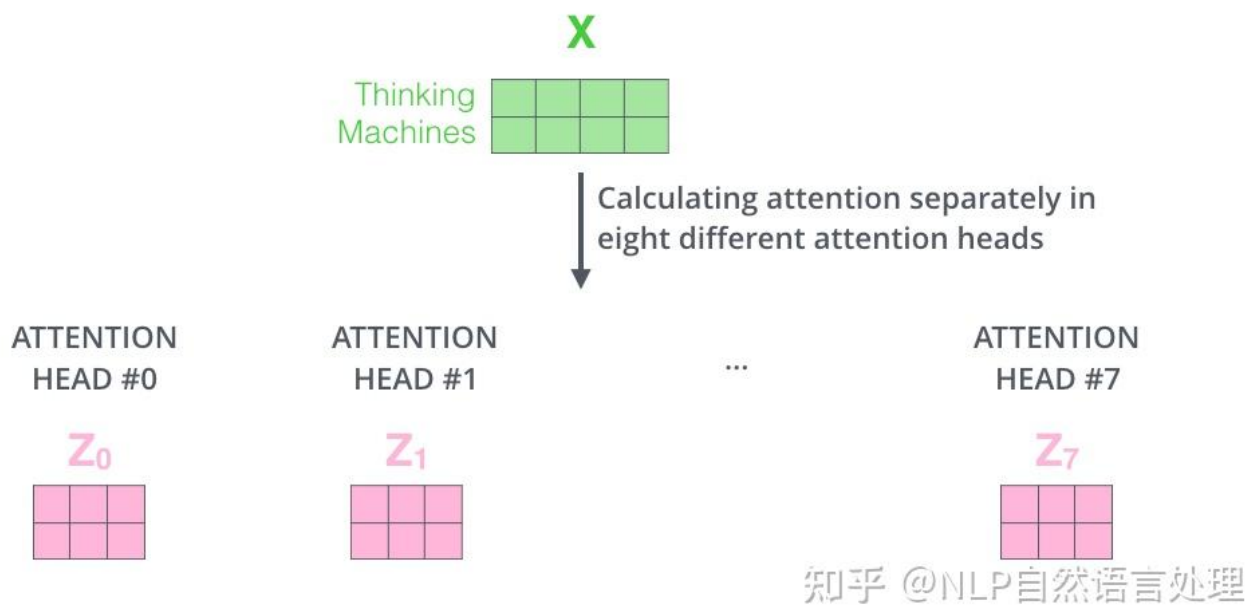 X
Thinking
Machines
Calculating attention separately in
eight different attention heads
ATTENTION
HEAD #0
ATTENTION
HEAD #1
...
ATTENTION
HEAD #7
Z0
Z1
Z7
知乎 @NLP自然语言处理